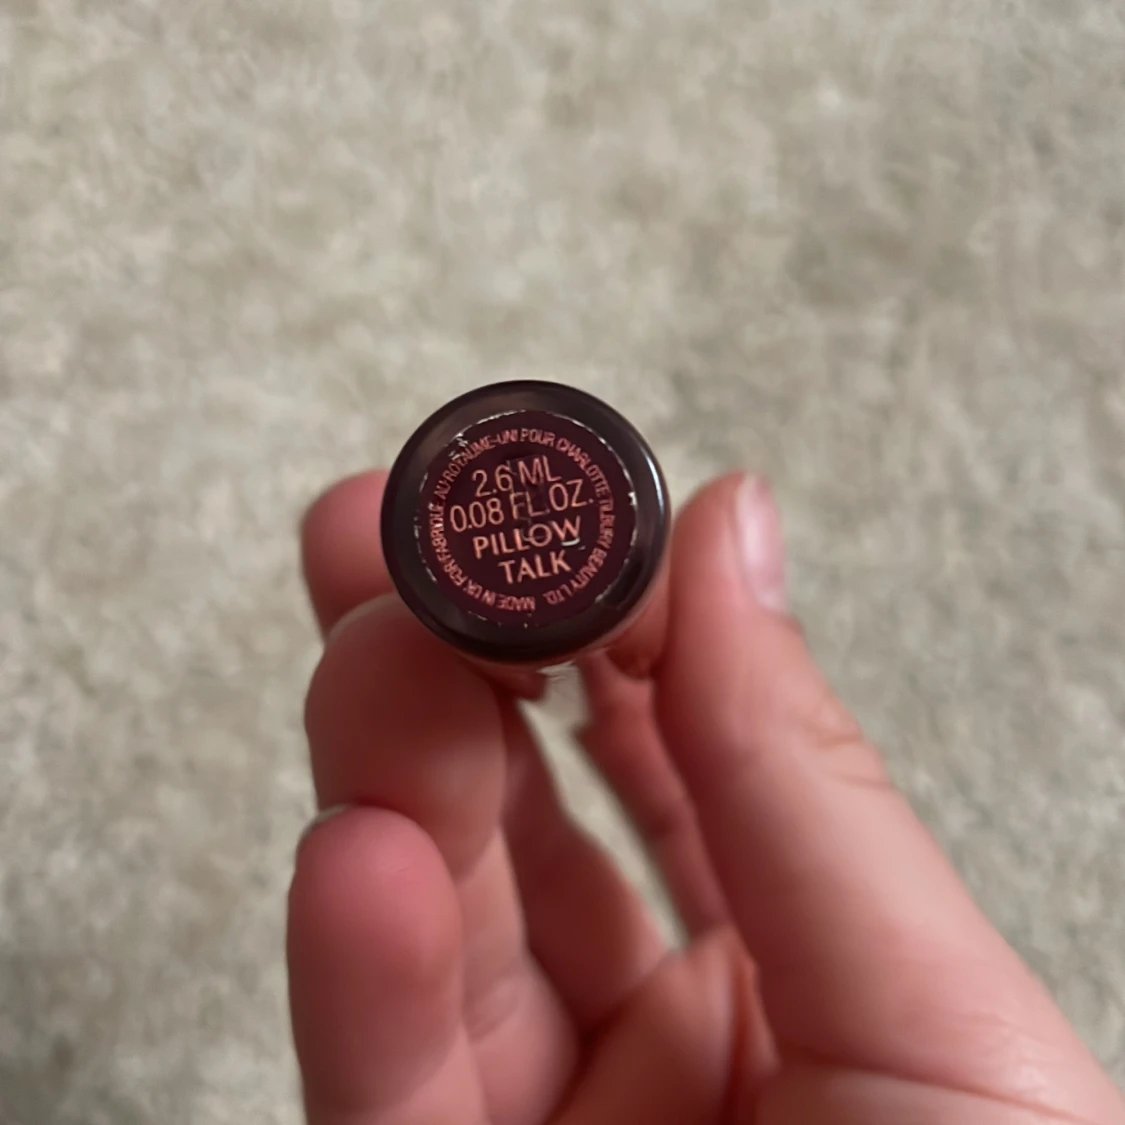 2.6 ML
0.08 FL.OZ.
PILLOW
TALK
MADE IN UK FOR/FABRIQUÉ AU ROYAUME-UNI POUR CHARLOTTE TILBURY BEAUTY LTD.